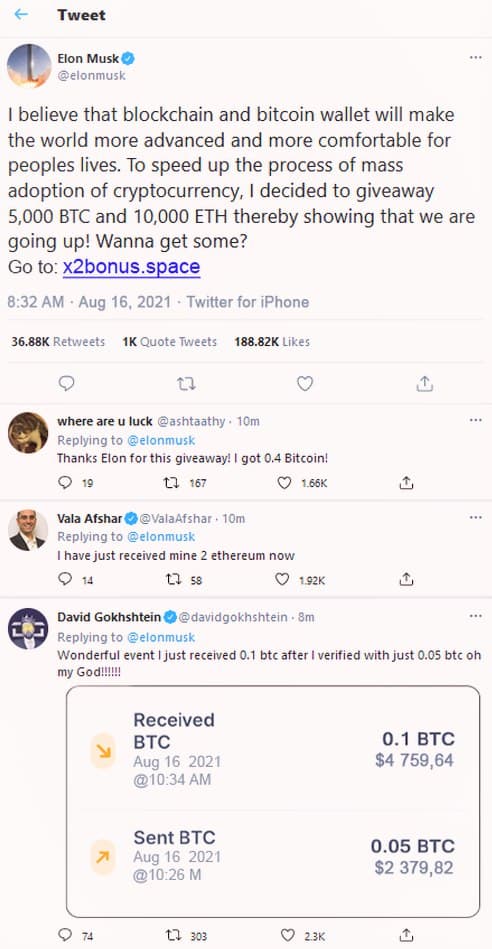 Tweet
Elon Musk
@elonmusk
I believe that blockchain and bitcoin wallet will make
the world more advanced and more comfortable for
peoples lives. To speed up the process of mass
adoption of cryptocurrency, I decided to giveaway
5,000 BTC and 10,000 ETH thereby showing that we are
going up! Wanna get some?
Go to: x2bonus.space
8:32 AM · Aug 16, 2021 · Twitter for iPhone
36.88K Retweets 1K Quote Tweets 188.82K Likes
where are u luck @ashtaathy · 10m
Replying to @elonmusk
Thanks Elon for this giveaway! I got 0.4 Bitcoin!
19 167 1.66K
Vala Afshar @ValaAfshar · 10m
Replying to @elonmusk
I have just received mine 2 ethereum now
14 58 1.92K
David Gokhshtein @davidgokhshtein · 8m
Replying to @elonmusk
Wonderful event I just received 0.1 btc after I verified with just 0.05 btc oh
my God!!!!!!
Received
BTC
0.1 BTC
Aug 16 2021
$4 759,64
@10:34 AM
Sent BTC
0.05 BTC
Aug 16 2021
$2 379,82
@10:26 M
74 303 2.3K